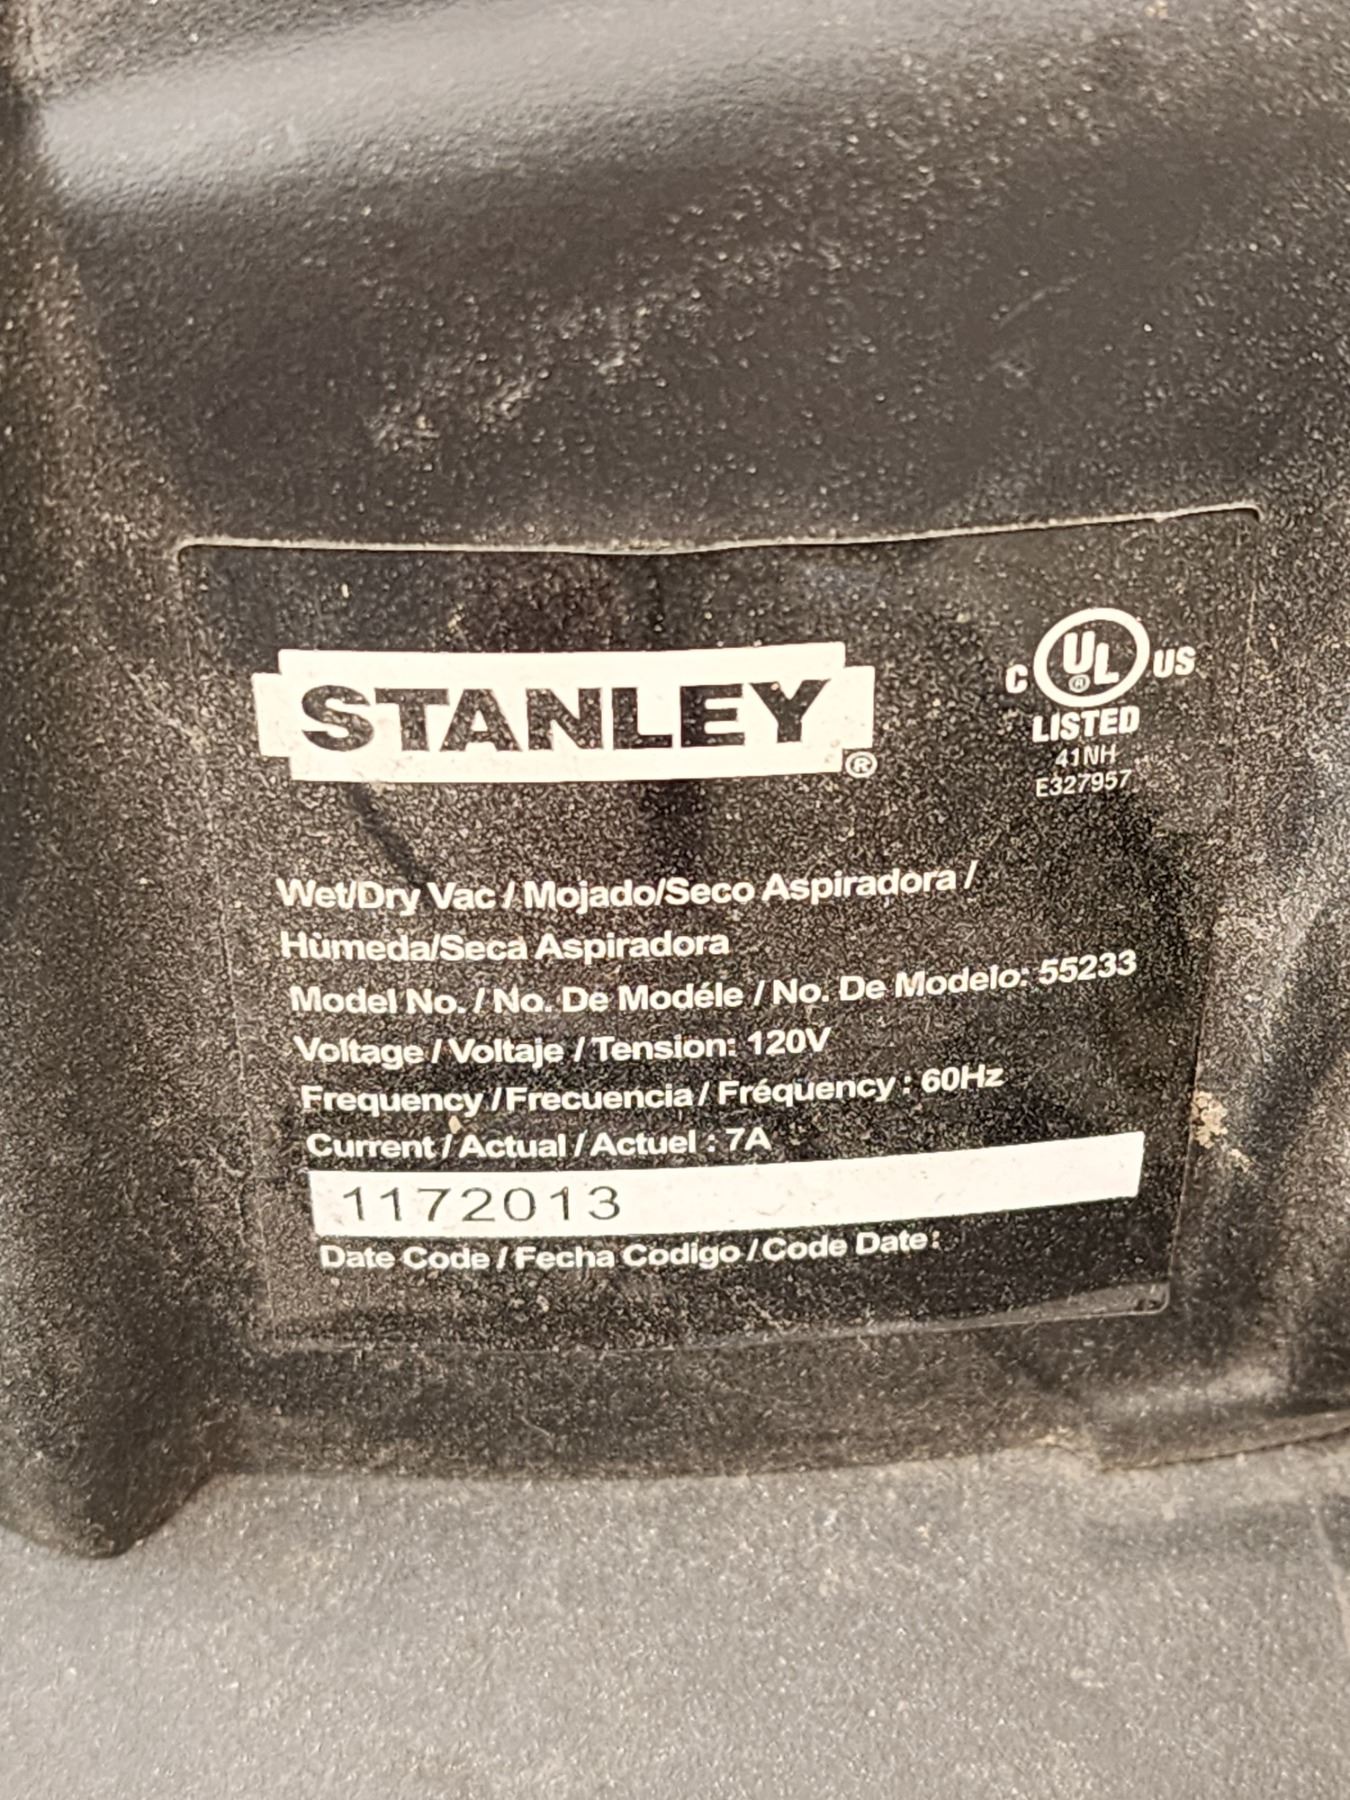 STANLEY®
C UL® US
LISTED
41NH
E327957
Wet/Dry Vac / Mojado/Seco Aspiradora /
Hùmeda/Seca Aspiradora
Model No. / No. De Modéle / No. De Modelo: 55233
Voltage / Voltaje / Tension: 120V
Frequency / Frecuencia / Fréquency : 60Hz
Current / Actual / Actuel : 7A
1172013
Date Code / Fecha Codigo / Code Date: